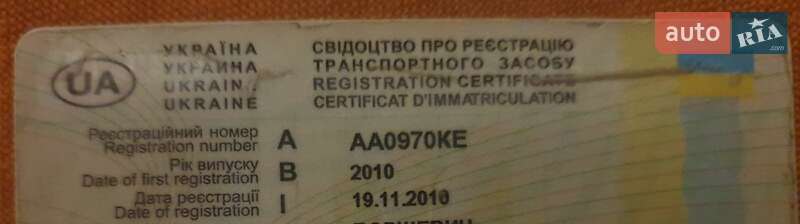 auto RIA.com
УКРАЇНА СВІДОЦТВО ПРО РЕЄСТРАЦІЮ
УКРАИНА ТРАНСПОРТНОГО ЗАСОБУ
UA
UKRAINE REGISTRATION CERTIFICATE
UKRAINE CERTIFICAT D'IMMATRICULATION
Реєстраційний номер
Registration number A AA0970KE
Рік випуску
Date of first registration B 2010
Дата реєстрації
Date of registration I 19.11.2010